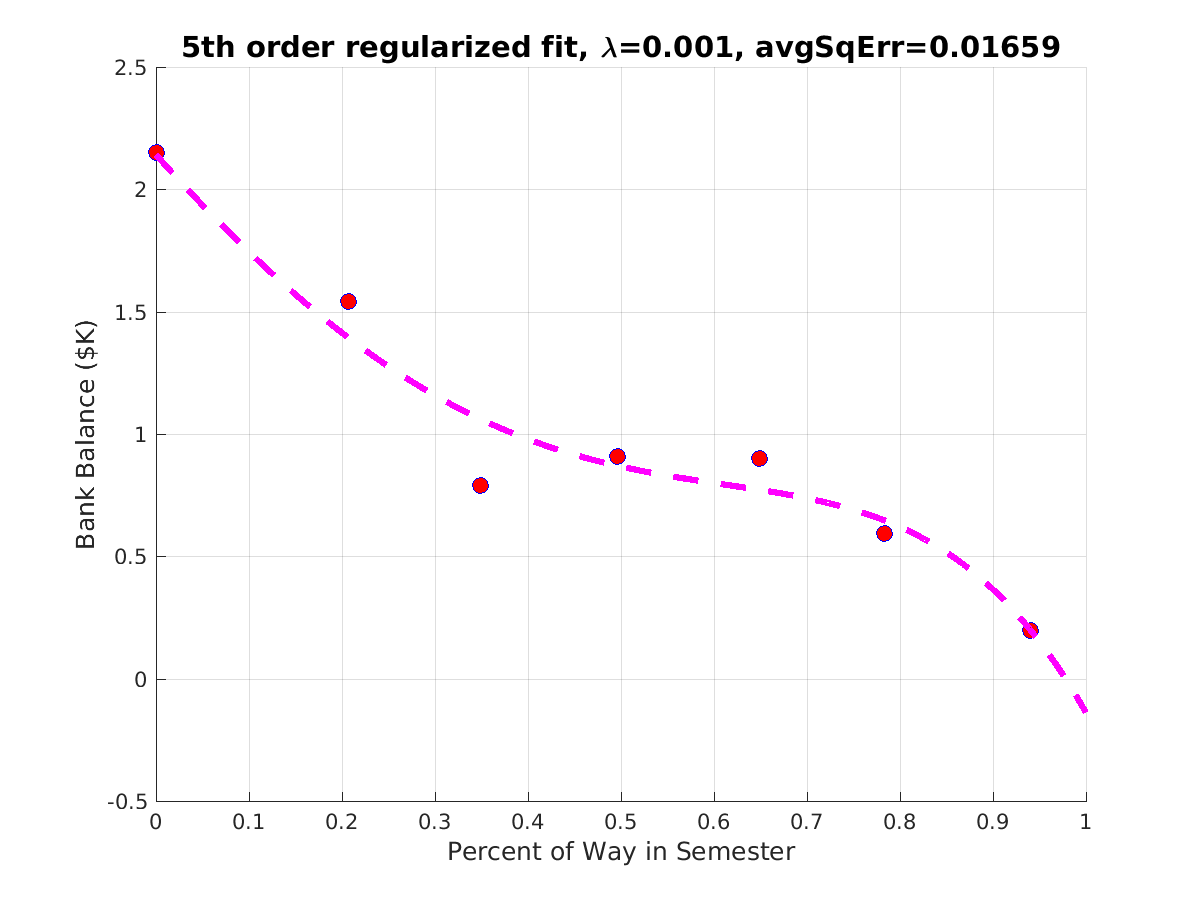 5th order regularized fit, λ=0.001, avgSqErr=0.01659
2.5
2
1.5
1
0.5
0
-0.5
Bank Balance ($K)
0 0.1 0.2 0.3 0.4 0.5 0.6 0.7 0.8 0.9 1
Percent of Way in Semester